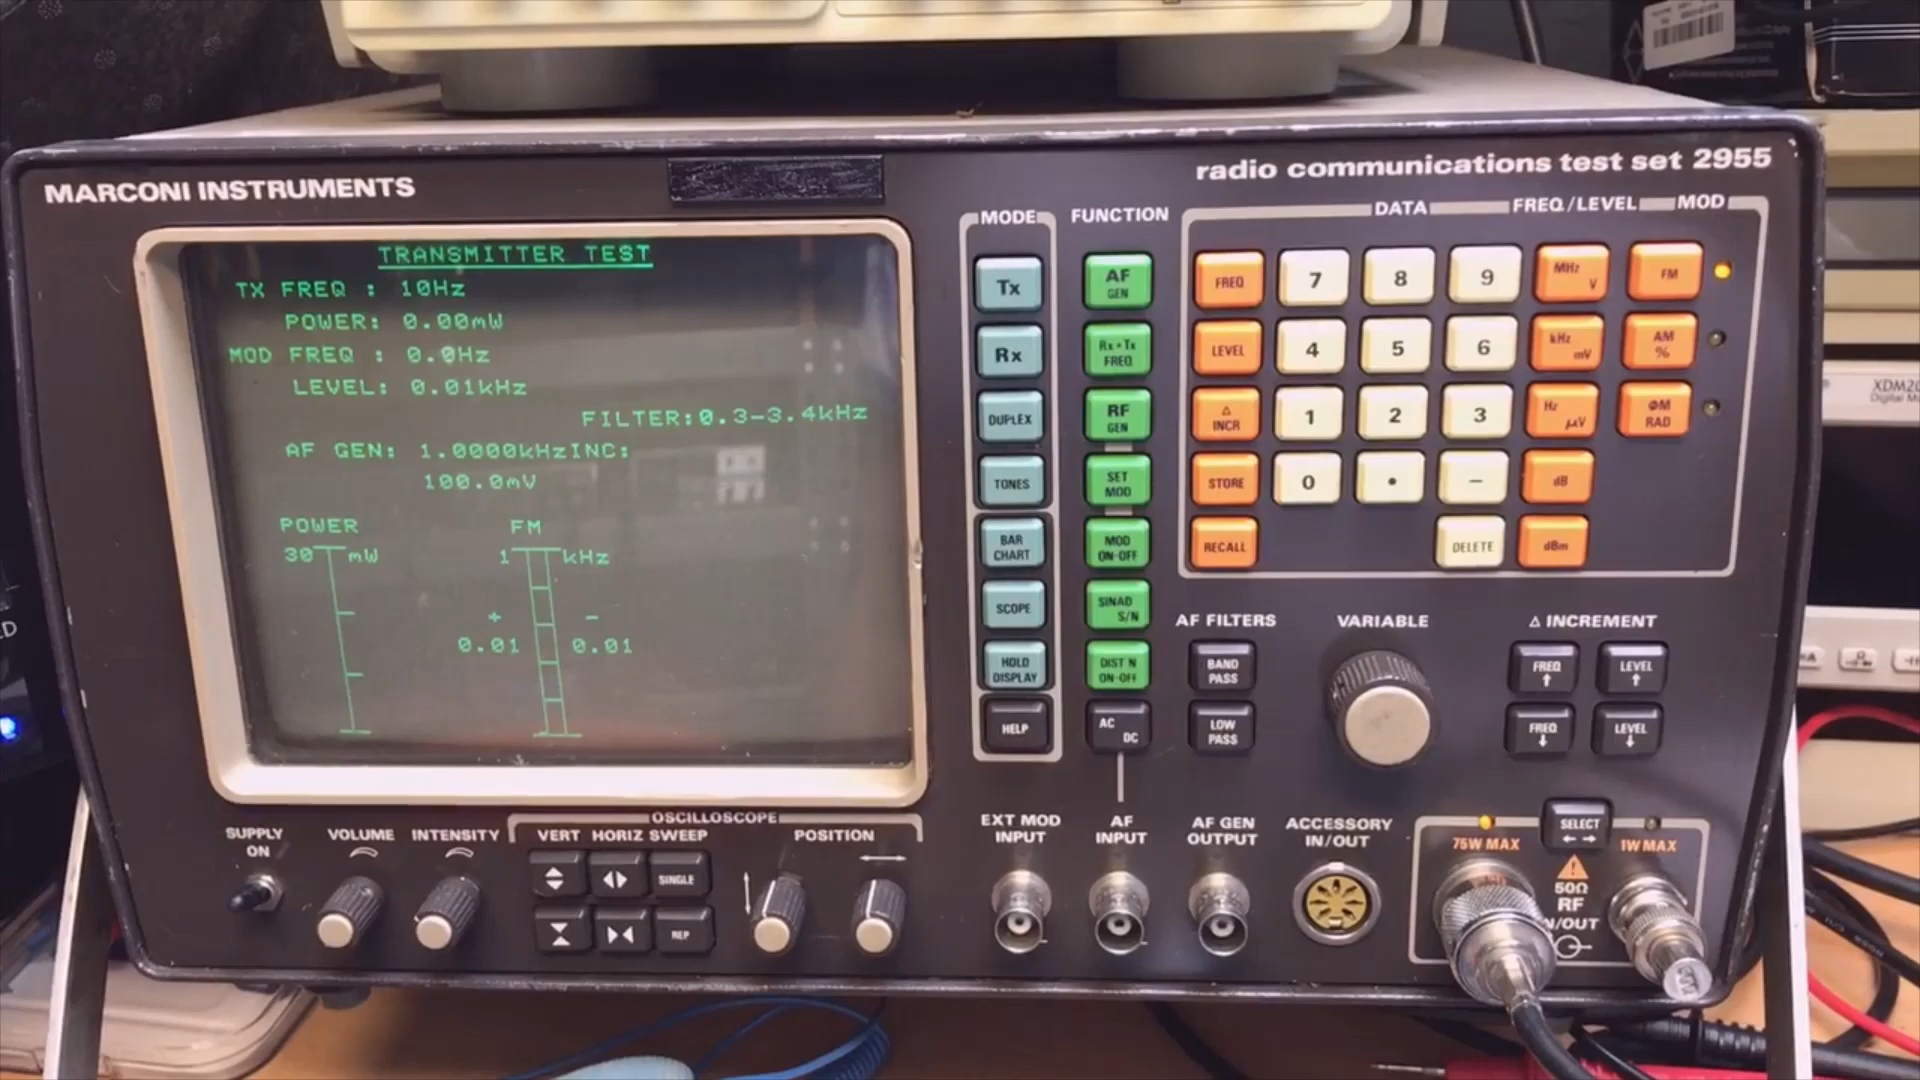 MARCONI INSTRUMENTS
radio communications test set 2955
TRANSMITTER TEST
TX FREQ : 10Hz
POWER: 0.00mW
MOD FREQ : 0.0Hz
LEVEL: 0.01kHz
FILTER:0.3-3.4kHz
AF GEN: 1.0000kHzINC:
100.0mV
POWER FM
30 mW 1 kHz
+ -
0.01 0.01
MODE
Tx
Rx
DUPLEX
TONES
BAR CHART
SCOPE
HOLD DISPLAY
HELP
FUNCTION
AF GEN
Rx•Tx FREQ
RF GEN
SET MOD
MOD ON-OFF
SINAD S/N
DIST N ON-OFF
AC DC
DATA FREQ/LEVEL MOD
FREQ 7 8 9 MHz V FM
LEVEL 4 5 6 kHz mV AM %
Δ INCR 1 2 3 Hz µV ΦM RAD
STORE 0 • − dB
RECALL DELETE dBm
AF FILTERS
BAND PASS
LOW PASS
VARIABLE
Δ INCREMENT
FREQ ↑ LEVEL ↑
FREQ ↓ LEVEL ↓
SUPPLY ON
VOLUME
INTENSITY
OSCILLOSCOPE
VERT HORIZ SWEEP POSITION
SINGLE
REP
EXT MOD INPUT
AF INPUT
AF GEN OUTPUT
ACCESSORY IN/OUT
SELECT
75W MAX
1W MAX
50Ω
RF
IN/OUT
XDM20
Digital M